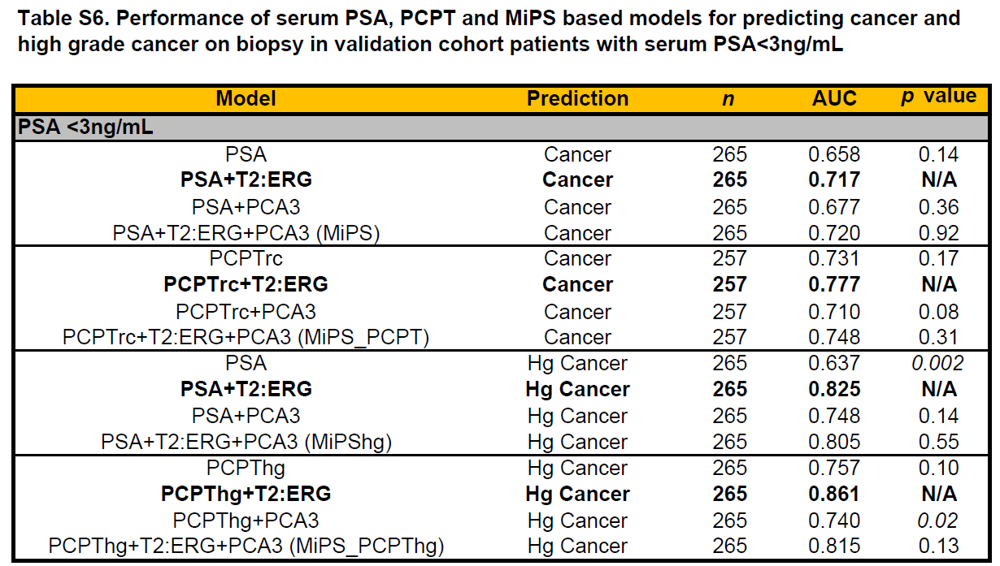 Table S6. Performance of serum PSA, PCPT and MiPS based models for predicting cancer and
high grade cancer on biopsy in validation cohort patients with serum PSA<3ng/mL
Model Prediction n AUC p value
PSA <3ng/mL
PSA Cancer 265 0.658 0.14
PSA+T2:ERG Cancer 265 0.717 N/A
PSA+PCA3 Cancer 265 0.677 0.36
PSA+T2:ERG+PCA3 (MiPS) Cancer 265 0.720 0.92
PCPTrc Cancer 257 0.731 0.17
PCPTrc+T2:ERG Cancer 257 0.777 N/A
PCPTrc+PCA3 Cancer 257 0.710 0.08
PCPTrc+T2:ERG+PCA3 (MiPS_PCPT) Cancer 257 0.748 0.31
PSA Hg Cancer 265 0.637 0.002
PSA+T2:ERG Hg Cancer 265 0.825 N/A
PSA+PCA3 Hg Cancer 265 0.748 0.14
PSA+T2:ERG+PCA3 (MiPShg) Hg Cancer 265 0.805 0.55
PCPThg Hg Cancer 265 0.757 0.10
PCPThg+T2:ERG Hg Cancer 265 0.861 N/A
PCPThg+PCA3 Hg Cancer 265 0.740 0.02
PCPThg+T2:ERG+PCA3 (MiPS_PCPThg) Hg Cancer 265 0.815 0.13